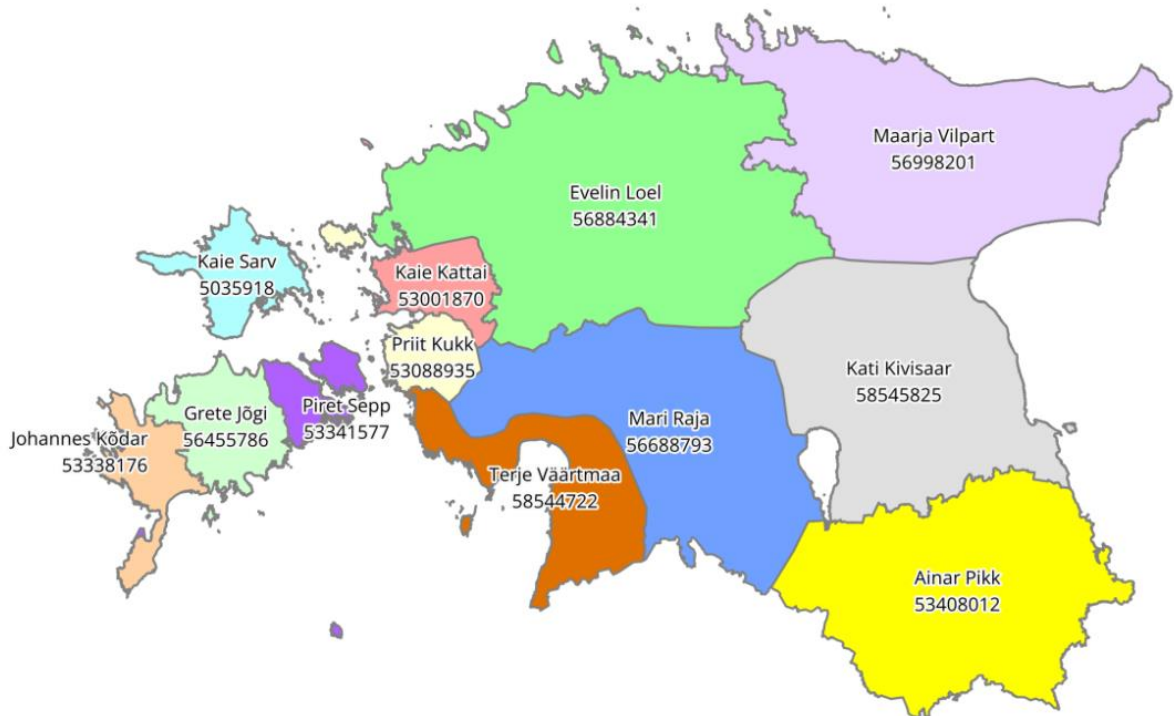 Maarja Vilpart
56998201
Evelin Loel
56884341
Kaie Sarv
5035918
Kaie Kattai
53001870
Priit Kukk
53088935
Kati Kivisaar
58545825
Piret Sepp
53341577
Grete Jõgi
56455786
Johannes Kõdar
53338176
Mari Raja
56688793
Terje Väärtmaa
58544722
Ainar Pikk
53408012